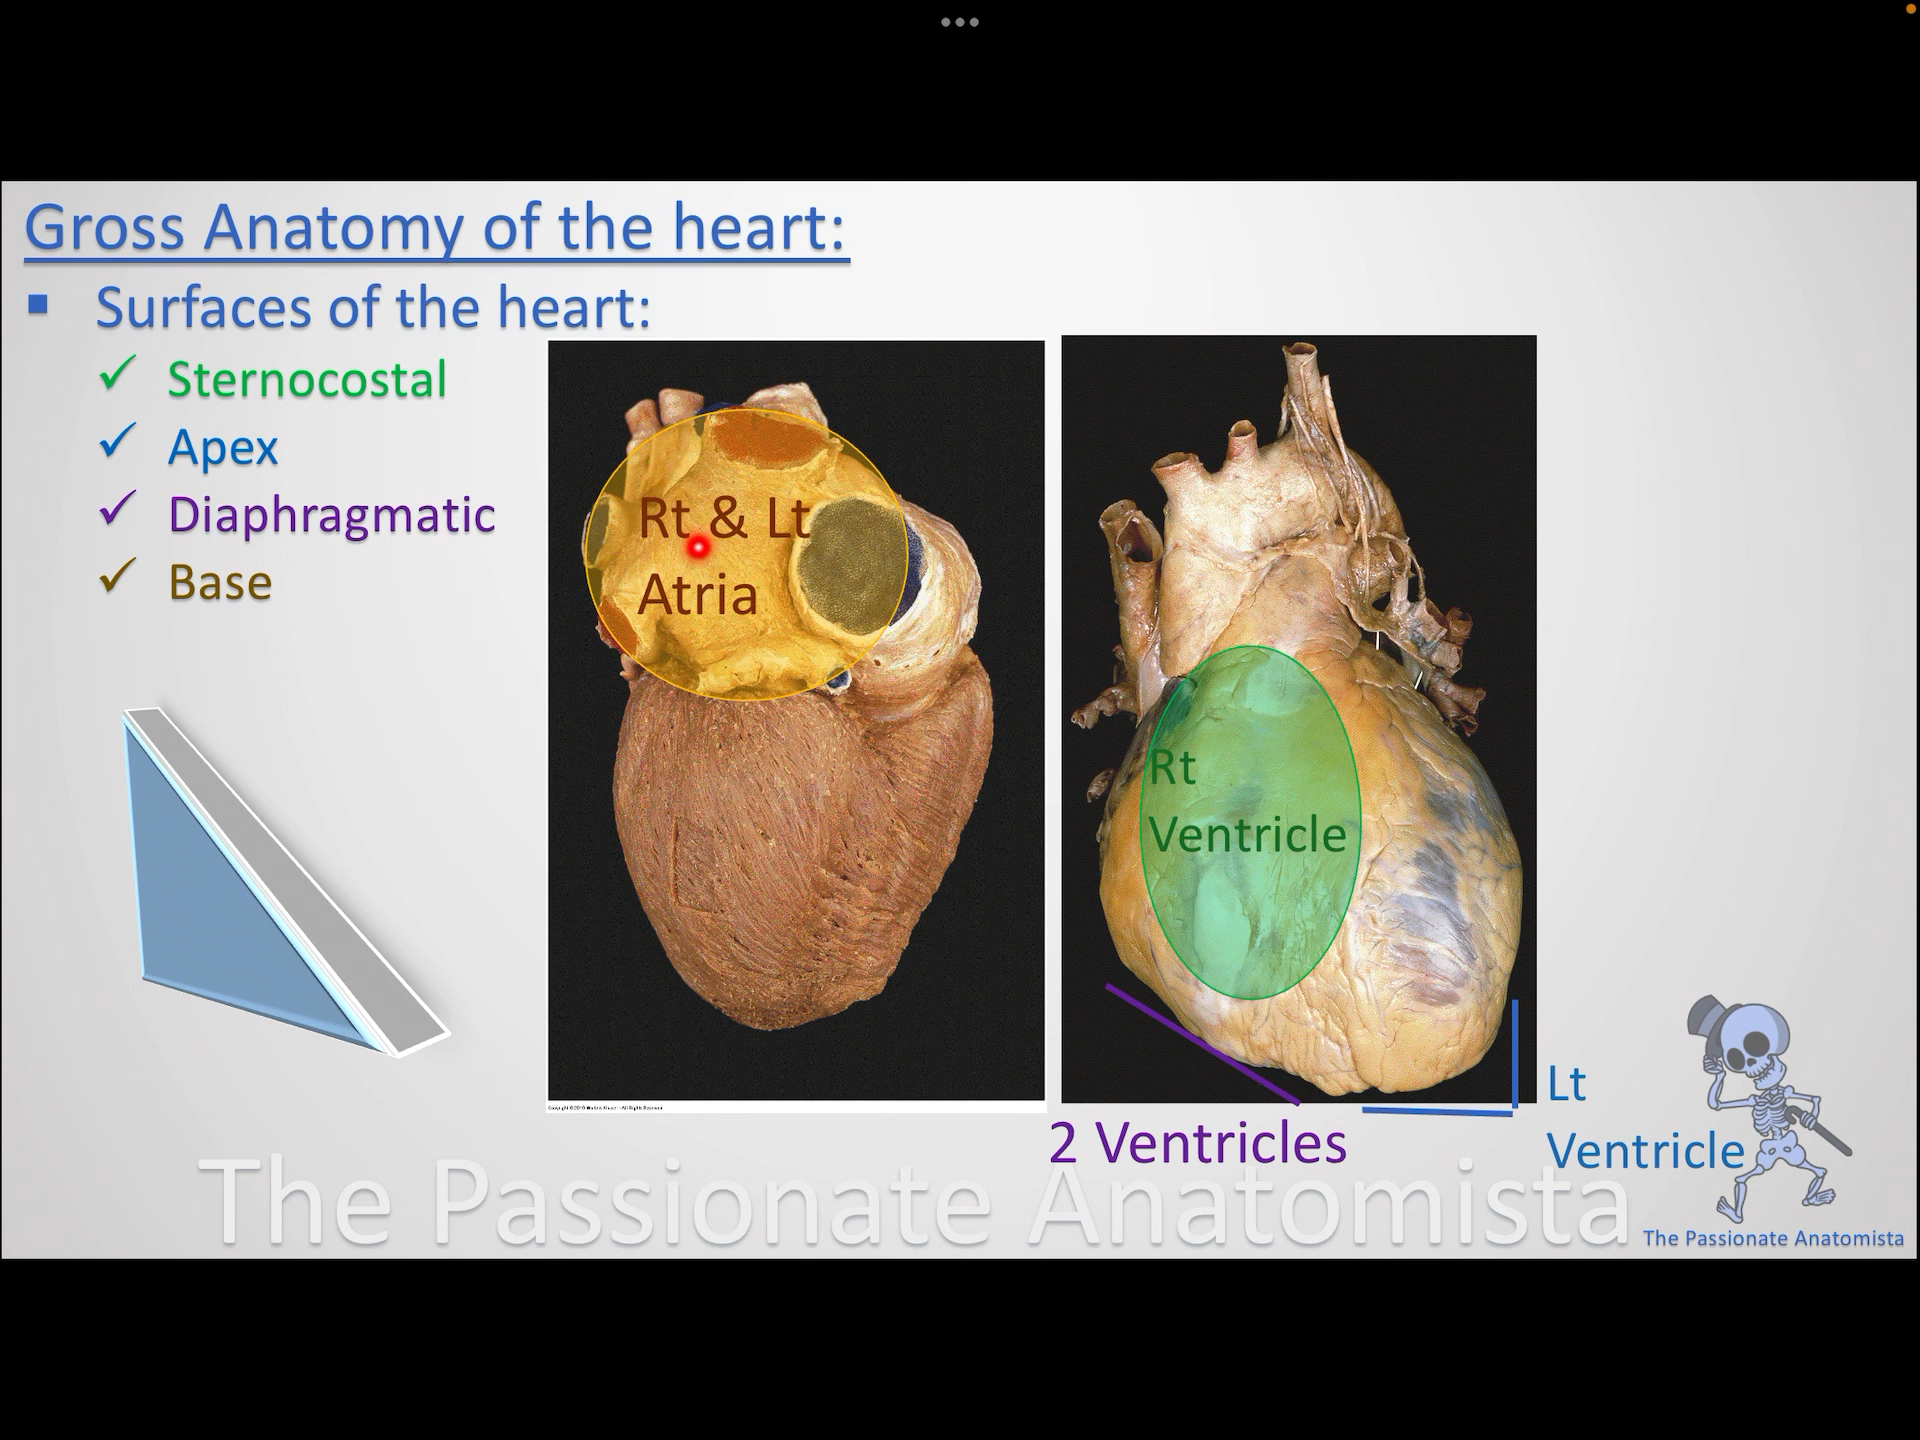 Gross Anatomy of the heart:
Surfaces of the heart:
Sternocostal
Apex
Diaphragmatic
Base
Rt & Lt
Atria
Rt
Ventricle
2 Ventricles
Lt
Ventricle
The Passionate Anatomista
The Passionate Anatomista